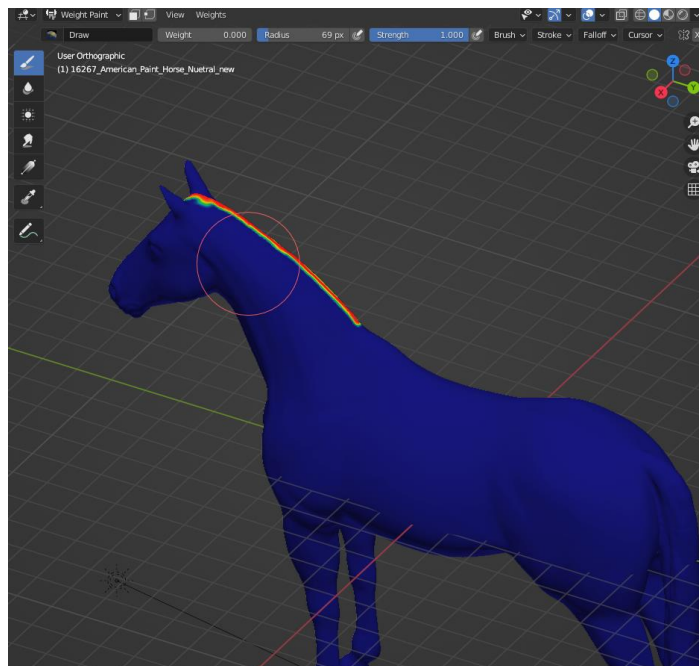 Weight Paint View Weights
Draw Weight 0.000 Radius 69 px Strength 1.000 Brush Stroke Falloff Cursor X
User Orthographic
(1) 16267_American_Paint_Horse_Nuetral_new
Z
Y
X